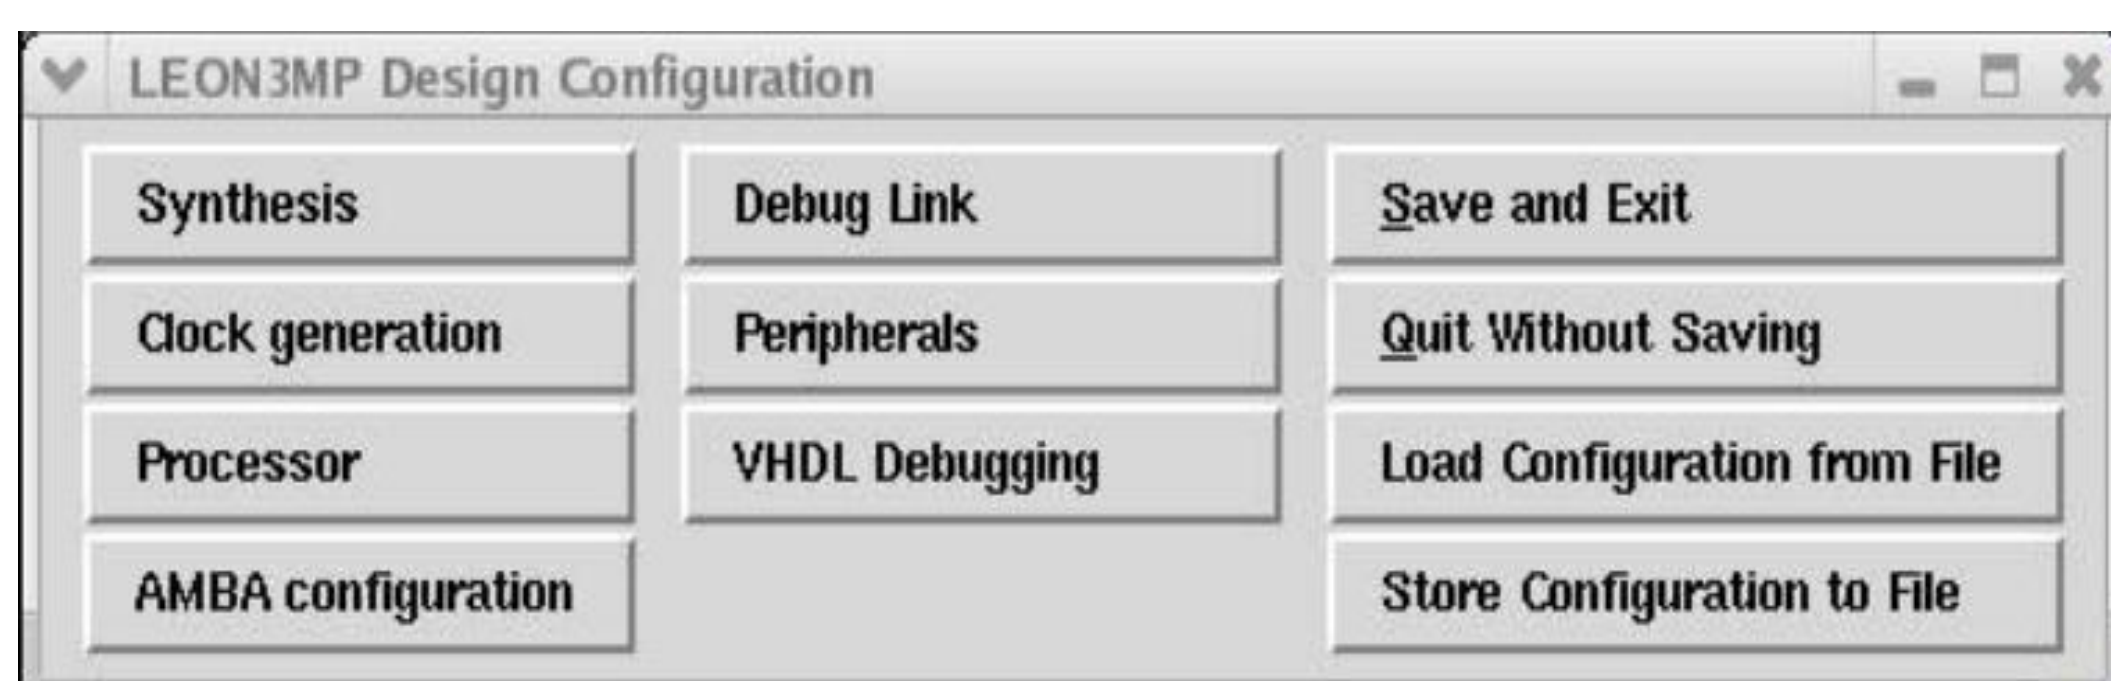 LEON3MP Design Configuration
Synthesis
Debug Link
Save and Exit
Clock generation
Peripherals
Quit Without Saving
Processor
VHDL Debugging
Load Configuration from File
AMBA configuration
Store Configuration to File